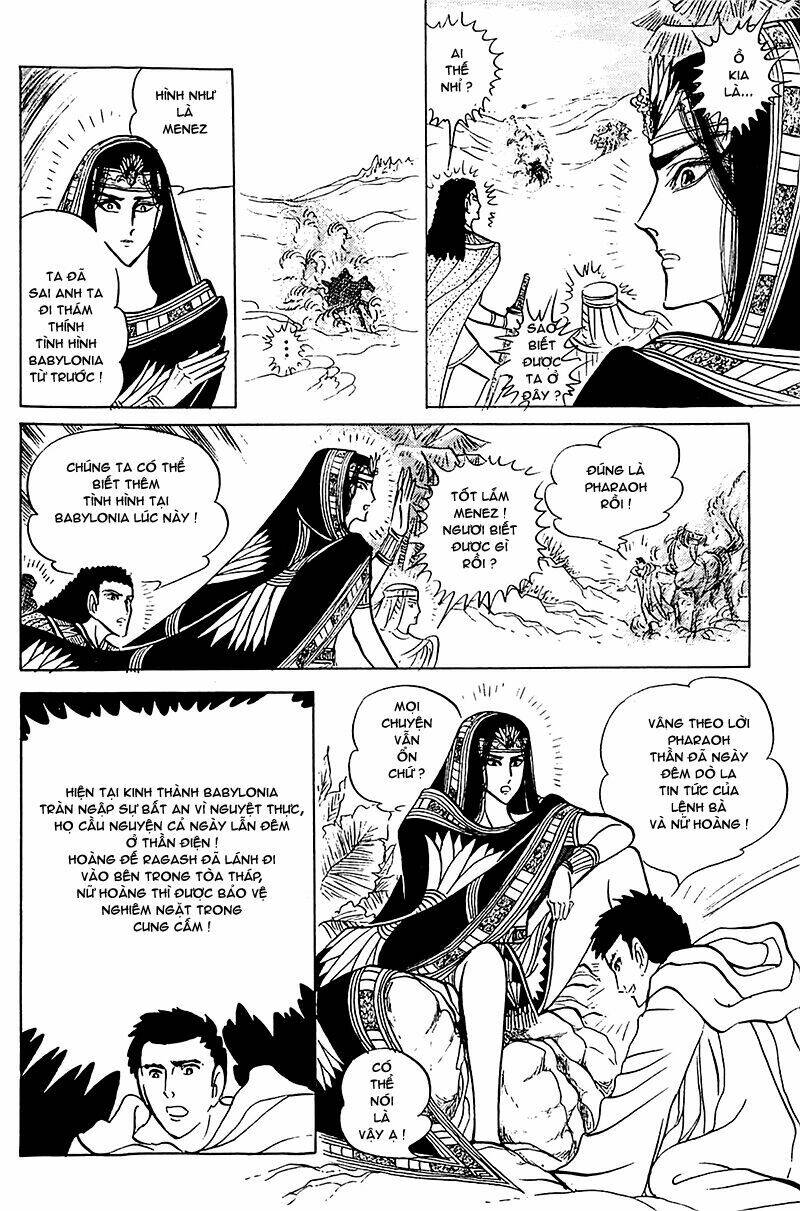 Ồ
KIA
LÀ...
AI
THẾ
NHỈ ?
SAO
BIẾT
ĐƯỢC
TA Ở
ĐÂY ?
...
HÌNH NHƯ
LÀ
MENEZ
TA ĐÃ
SAI ANH TA
ĐI THÁM
THÍNH
TÌNH HÌNH
BABYLONIA
TỪ TRƯỚC !
ĐÚNG LÀ
PHARAOH
RỒI !
TỐT LẮM
MENEZ !
NGƯƠI BIẾT
ĐƯỢC GÌ
RỒI ?
CHÚNG TA CÓ THỂ
BIẾT THÊM
TÌNH HÌNH TẠI
BABYLONIA LÚC NÀY !
VÂNG THEO LỜI
PHARAOH
THẦN ĐÃ NGÀY
ĐÊM DÒ LA
TIN TỨC CỦA
LỆNH BÀ
VÀ NỮ HOÀNG !
MỌI
CHUYỆN
VẪN
ỔN
CHỨ ?
CÓ
THỂ
NÓI
LÀ
VẬY Ạ !
HIỆN TẠI KINH THÀNH BABYLONIA
TRÀN NGẬP SỰ BẤT AN VÌ NGUYỆT THỰC,
HỌ CẦU NGUYỆN CẢ NGÀY LẪN ĐÊM
Ở THẦN ĐIỆN !
HOÀNG ĐẾ RAGASH ĐÃ LÁNH ĐI
VÀO BÊN TRONG TÒA THÁP,
NỮ HOÀNG THÌ ĐƯỢC BẢO VỆ
NGHIÊM NGẶT TRONG
CUNG CẤM !